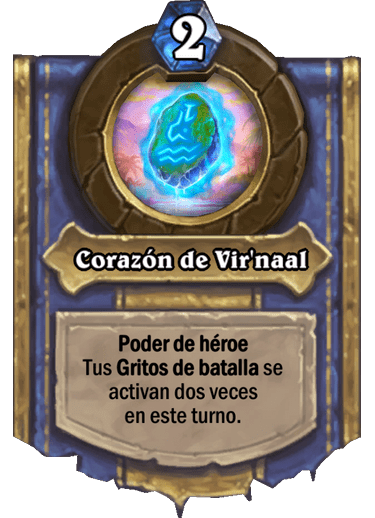 2
Corazón de Vir'naal
Poder de héroe
Tus Gritos de batalla se
activan dos veces
en este turno.